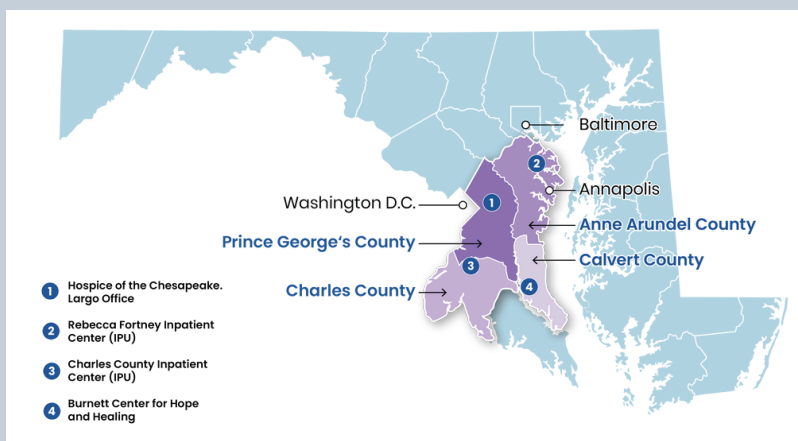 Baltimore
2
Annapolis
Washington D.C.
1
Anne Arundel County
Prince George's County
Calvert County
3
Charles County
4
1 Hospice of the Chesapeake.
Largo Office
2 Rebecca Fortney Inpatient
Center (IPU)
3 Charles County Inpatient
Center (IPU)
4 Burnett Center for Hope
and Healing